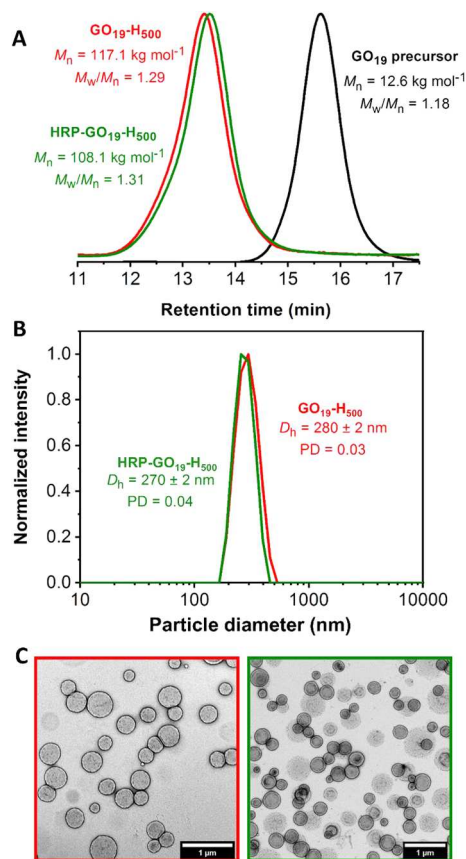 A
GO19-H500
Mn = 117.1 kg mol-1
Mw/Mn = 1.29
HRP-GO19-H500
Mn = 108.1 kg mol-1
Mw/Mn = 1.31
GO19 precursor
Mn = 12.6 kg mol-1
Mw/Mn = 1.18
11 12 13 14 15 16 17
Retention time (min)
B
Normalized intensity
1.0
0.8
0.6
0.4
0.2
0.0
GO19-H500
Dh = 280 ± 2 nm
PD = 0.03
HRP-GO19-H500
Dh = 270 ± 2 nm
PD = 0.04
10 100 1000 10000
Particle diameter (nm)
C
1 µm
1 µm